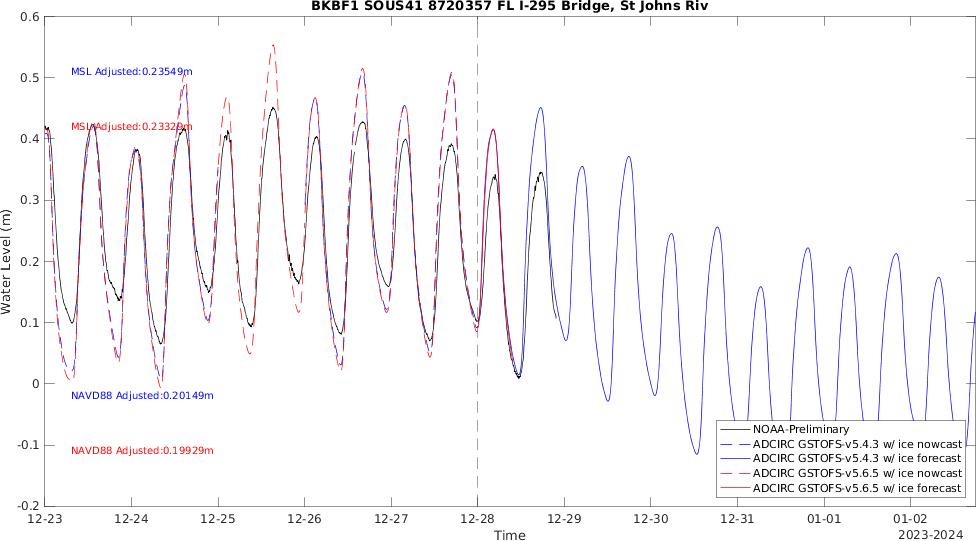 BKBF1 SOUS41 8720357 FL I-295 Bridge, St Johns Riv
0.6
0.5
0.4
0.3
0.2
0.1
0
-0.1
-0.2
Water Level (m)
MSL Adjusted:0.23549m
MSL Adjusted:0.23329m
NAVD88 Adjusted:0.20149m
NAVD88 Adjusted:0.19929m
NOAA-Preliminary
ADCIRC GSTOFS-v5.4.3 w/ ice nowcast
ADCIRC GSTOFS-v5.4.3 w/ ice forecast
ADCIRC GSTOFS-v5.6.5 w/ ice nowcast
ADCIRC GSTOFS-v5.6.5 w/ ice forecast
12-23 12-24 12-25 12-26 12-27 12-28 12-29 12-30 12-31 01-01 01-02
Time
2023-2024